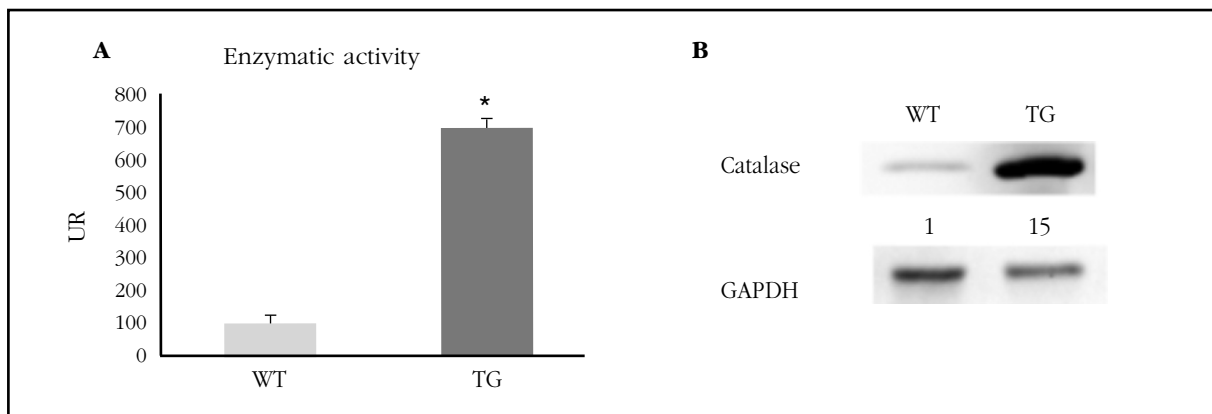 A
Enzymatic activity
UR
800
700
600
500
400
300
200
100
0
*
WT
TG
B
WT TG
Catalase
1 15
GAPDH